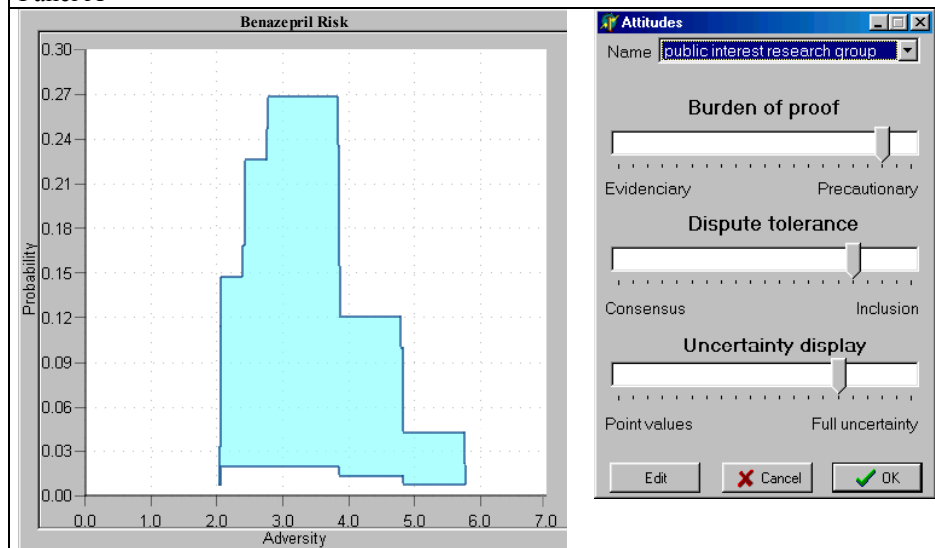 Benazepril Risk
0.30
0.27
0.24
0.21
0.18
0.15
0.12
0.09
0.06
0.03
0.00
Probability
0.0 1.0 2.0 3.0 4.0 5.0 6.0 7.0
Adversity
Attitudes
Name public interest research group
Burden of proof
Evidenciary Precautionary
Dispute tolerance
Consensus Inclusion
Uncertainty display
Point values Full uncertainty
Edit Cancel OK